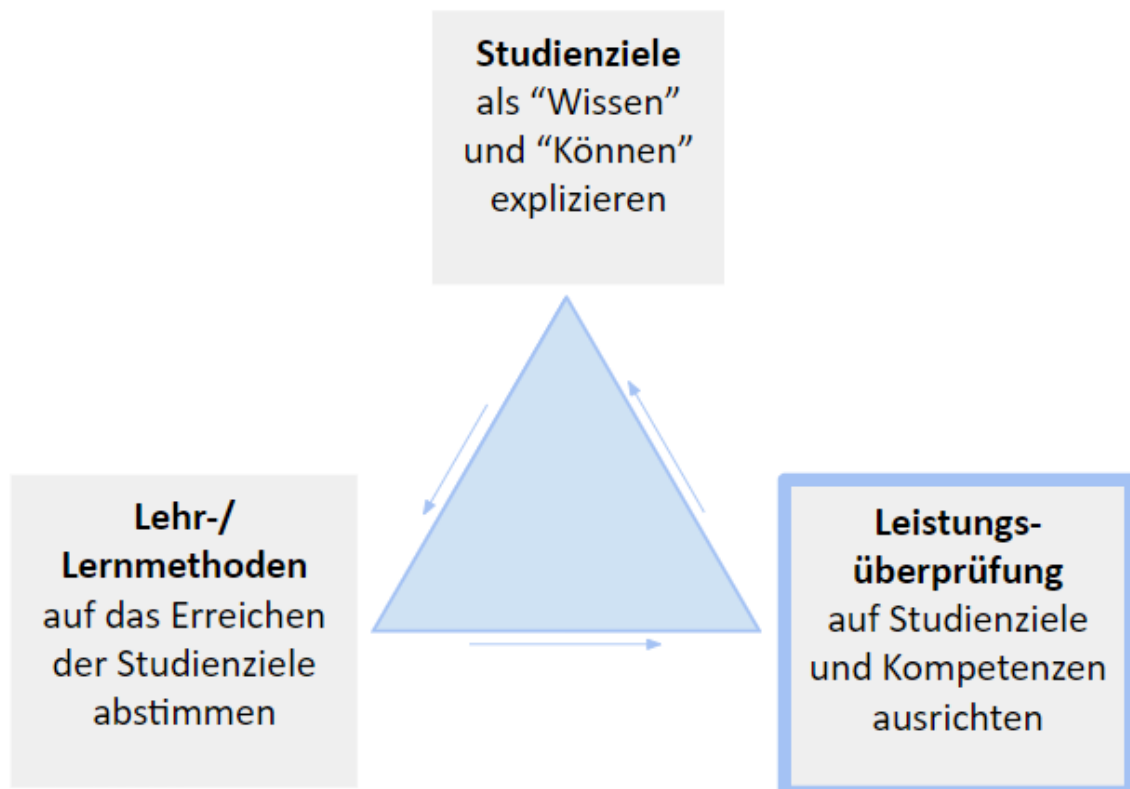 Studienziele
als “Wissen”
und “Können”
explizieren
Lehr-/
Lernmethoden
auf das Erreichen
der Studienziele
abstimmen
Leistungs-
überprüfung
auf Studienziele
und Kompetenzen
ausrichten